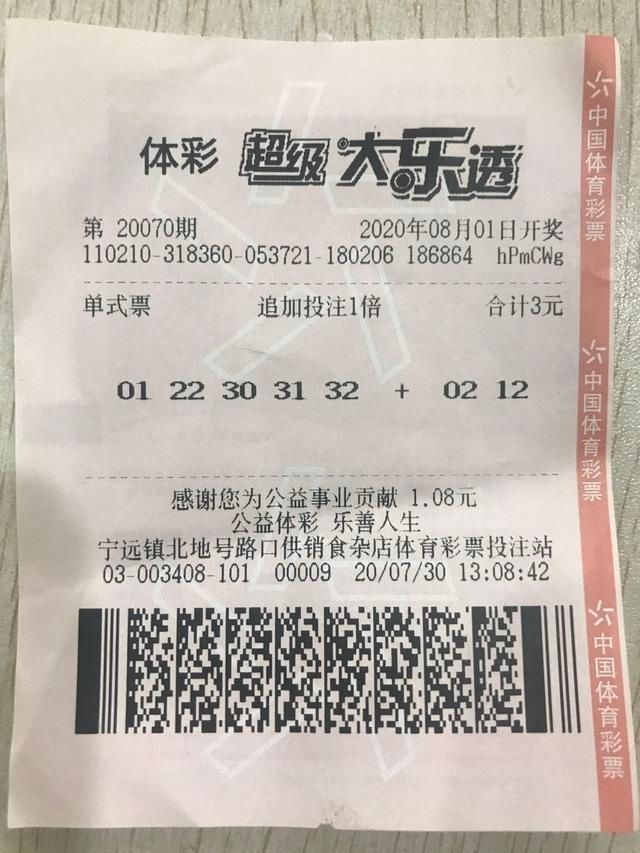 体彩 超级大乐透
第 20070期 2020年08月01日开奖
110210-318360-053721-180206 186864 hPmCWg
单式票 追加投注1倍 合计3元
01 22 30 31 32 + 02 12
感谢您为公益事业贡献 1.08元
公益体彩 乐善人生
宁远镇北地号路口供销食杂店体育彩票投注站
03-003408-101 00009 20/07/30 13:08:42
中国体育彩票
中国体育彩票
中国体育彩票